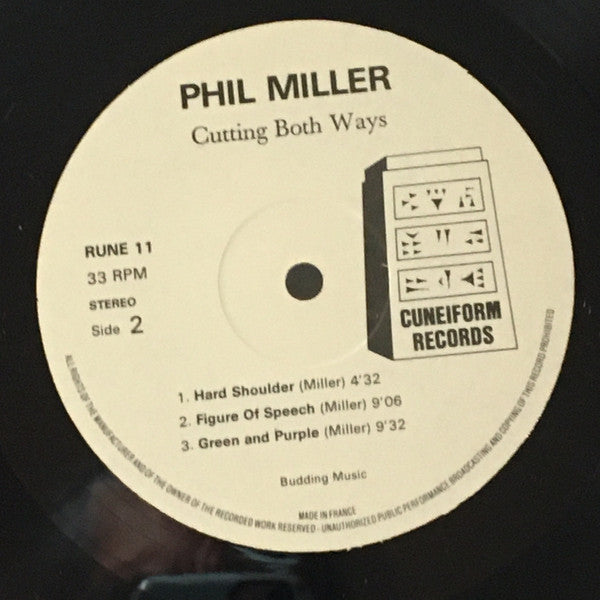 PHIL MILLER
Cutting Both Ways
RUNE 11
33 RPM
STEREO
Side 2
CUNEIFORM
RECORDS
1. Hard Shoulder (Miller) 4'32
2. Figure Of Speech (Miller) 9'06
3. Green and Purple (Miller) 9'32
Budding Music
MADE IN FRANCE
ALL RIGHTS OF THE MANUFACTURER AND OF THE OWNER OF THE RECORDED WORK RESERVED - UNAUTHORIZED PUBLIC PERFORMANCE BROADCASTING AND COPYING OF THIS RECORD PROHIBITED